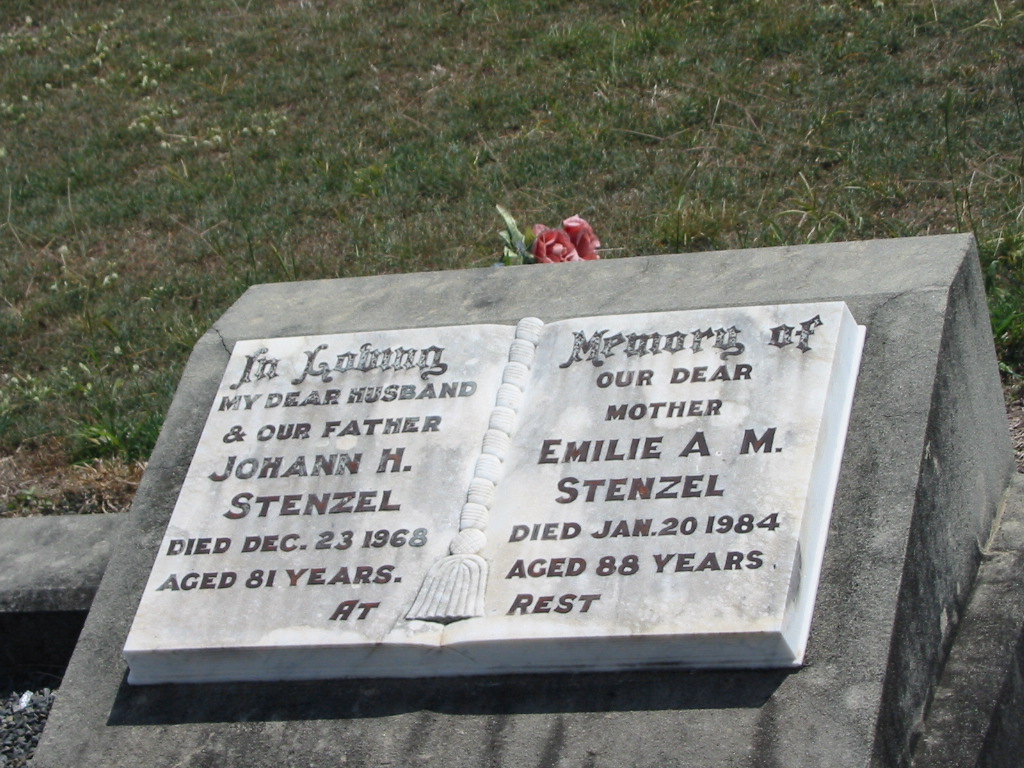 In Loving
MY DEAR HUSBAND
& OUR FATHER
JOHANN H.
STENZEL
DIED DEC. 23 1968
AGED 81 YEARS.
AT
Memory of
OUR DEAR
MOTHER
EMILIE A M.
STENZEL
DIED JAN. 20 1984
AGED 88 YEARS.
REST